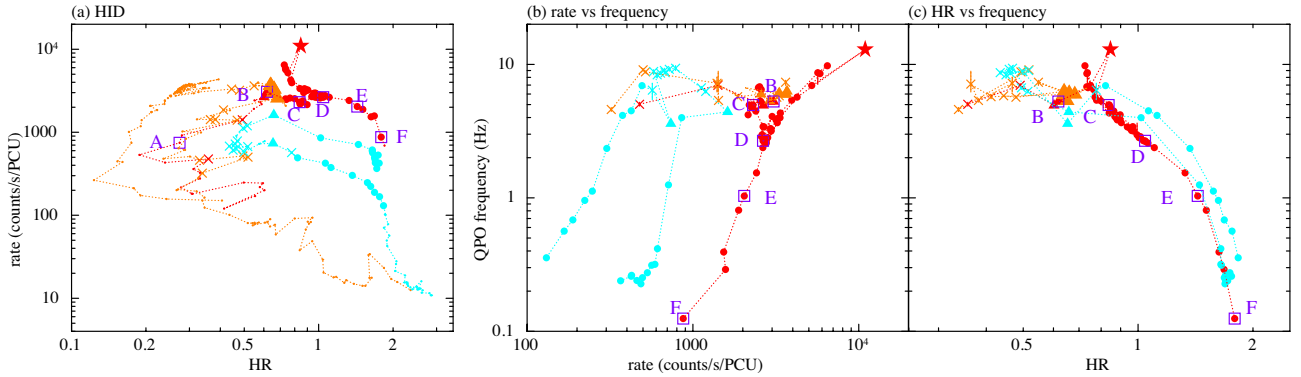 (a) HID
rate (counts/s/PCU)
10⁴
1000
100
10
A
B
C
D
E
F
0.1
0.2
0.5
1
2
HR
(b) rate vs frequency
QPO frequency (Hz)
10
1
0.1
B
C
D
E
F
100
1000
10⁴
rate (counts/s/PCU)
(c) HR vs frequency
B
C
D
E
F
0.5
1
2
HR